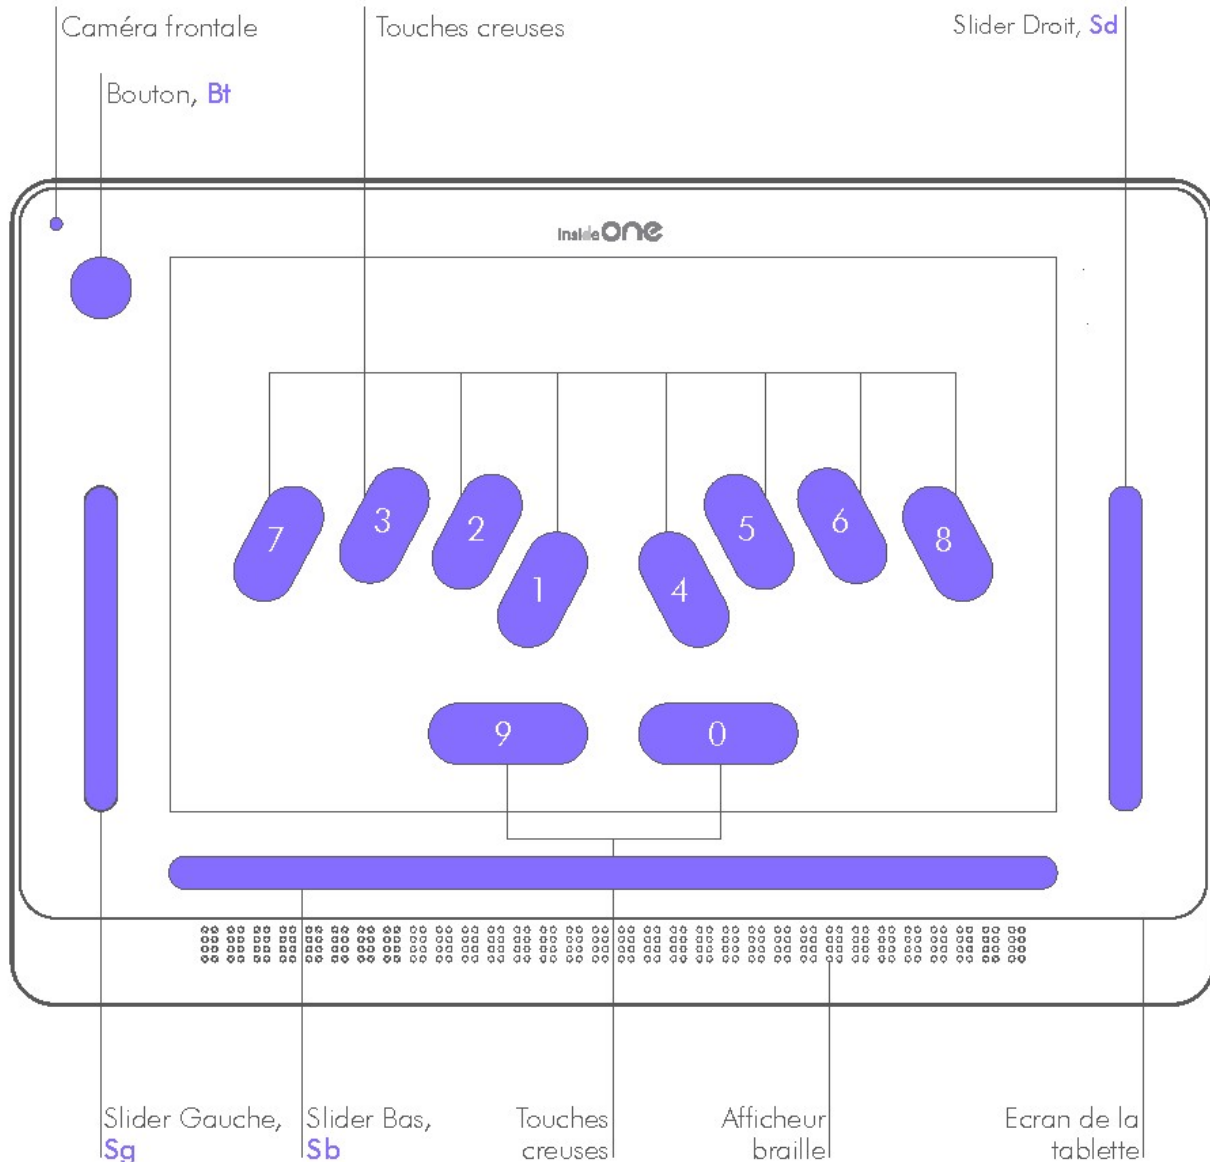 Caméra frontale
Touches creuses
Slider Droit, Sd
Bouton, Bt
insideONE
7
3
2
1
4
5
6
8
9
0
Slider Gauche,
Sg
Slider Bas,
Sb
Touches
creuses
Afficheur
braille
Ecran de la
tablette